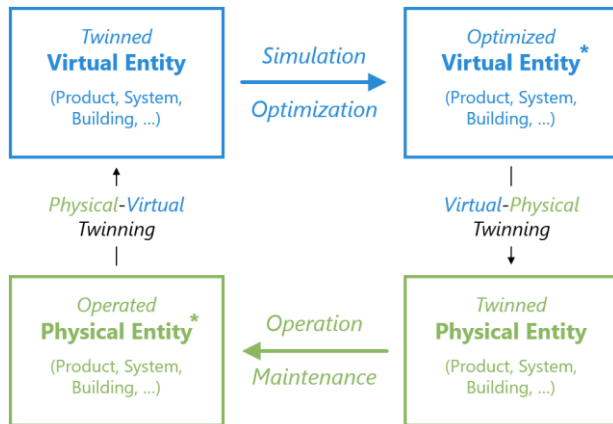 Twinned
Virtual Entity
(Product, System,
Building, ...)
Simulation
Optimization
Optimized
Virtual Entity*
(Product, System,
Building, ...)
Physical-Virtual
Twinning
Virtual-Physical
Twinning
Operated
Physical Entity*
(Product, System,
Building, ...)
Operation
Maintenance
Twinned
Physical Entity
(Product, System,
Building, ...)